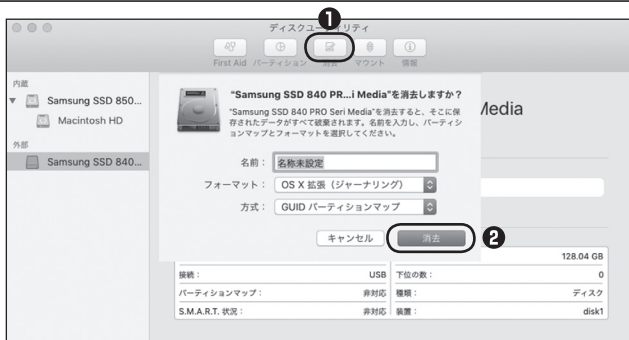 ❶
ディスクユーティリティ
First Aid パーティション 消去 マウント 情報
内蔵
Samsung SSD 850...
Macintosh HD
外部
Samsung SSD 840...
"Samsung SSD 840 PR...i Media"を消去しますか？
"Samsung SSD 840 PRO Seri Media"を消去すると、そこに保
存されたデータがすべて破棄されます。名前を入力し、パーティシ
ョンマップとフォーマットを選択してください。
Media
名前： 名称未設定
フォーマット： OS X 拡張（ジャーナリング）
方式： GUID パーティションマップ
キャンセル 消去 ❷
128.04 GB
接続： USB 下位の数： 0
パーティションマップ： 非対応 種類： ディスク
S.M.A.R.T. 状況： 非対応 装置： disk1